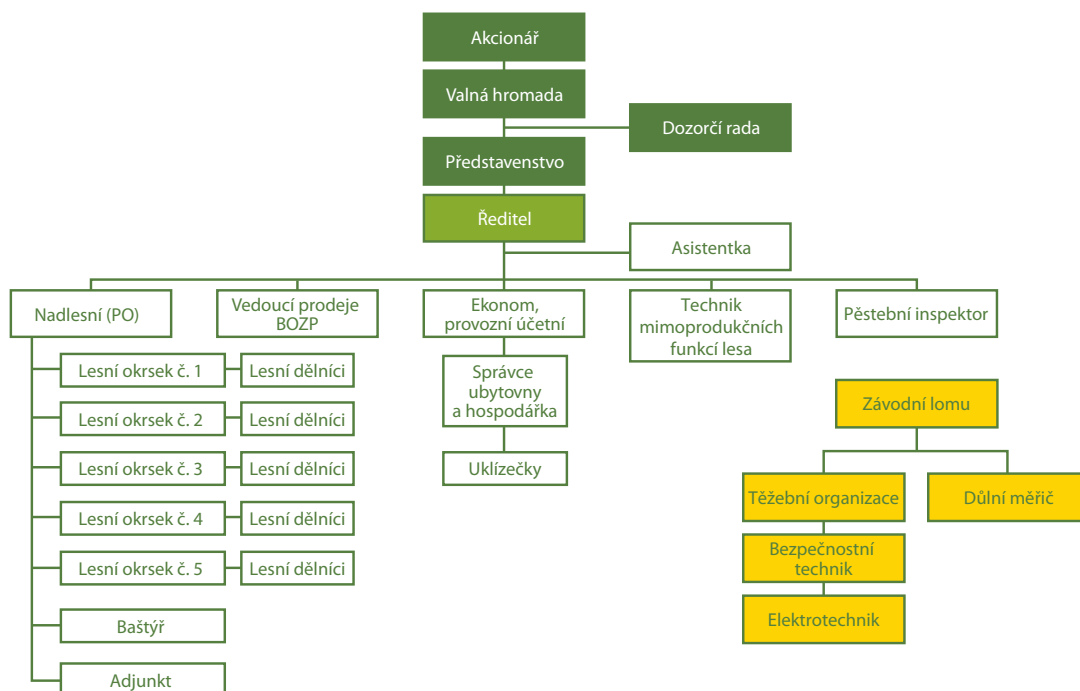 Akcionář
Valná hromada
Dozorčí rada
Představenstvo
Ředitel
Asistentka
Nadlesní (PO)
Vedoucí prodeje
BOZP
Ekonom,
provozní účetní
Technik
mimoprodukčních
funkcí lesa
Pěstební inspektor
Lesní okrsek č. 1
Lesní dělníci
Lesní okrsek č. 2
Lesní dělníci
Lesní okrsek č. 3
Lesní dělníci
Lesní okrsek č. 4
Lesní dělníci
Lesní okrsek č. 5
Lesní dělníci
Baštýř
Adjunkt
Správce
ubytovny
a hospodářka
Uklízečky
Závodní lomu
Těžební organizace
Důlní měřič
Bezpečnostní
technik
Elektrotechnik